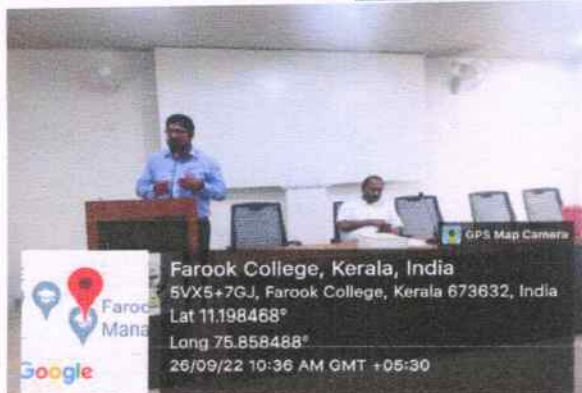 GPS Map Camera
Farook College, Kerala, India
5VX5+7GJ, Farook College, Kerala 673632, India
Lat 11.198468°
Long 75.858488°
26/09/22 10:36 AM GMT +05:30
Faroo
Mana
Google